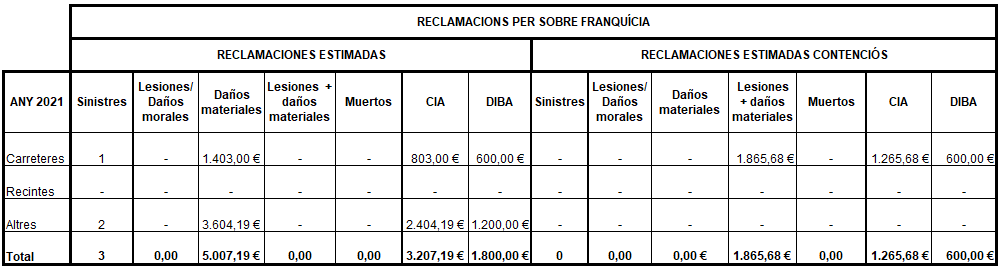 RECLAMACIONS PER SOBRE FRANQUÍCIA
RECLAMACIONES ESTIMADAS RECLAMACIONES ESTIMADAS CONTENCIÓS
ANY 2021 Sinistres Lesiones/ Daños morales Daños materiales Lesiones + daños materiales Muertos CIA DIBA Sinistres Lesiones/ Daños morales Daños materiales Lesiones + daños materiales Muertos CIA DIBA
Carreteres 1 - 1.403,00 € - - 803,00 € 600,00 € - - - 1.865,68 € - 1.265,68 € 600,00 €
Recintes - - - - - - - - - - - - - -
Altres 2 - 3.604,19 € - - 2.404,19 € 1.200,00 € - - - - - - -
Total 3 0,00 5.007,19 € 0,00 0,00 3.207,19 € 1.800,00 € 0 0,00 0,00 € 1.865,68 € 0,00 1.265,68 € 600,00 €